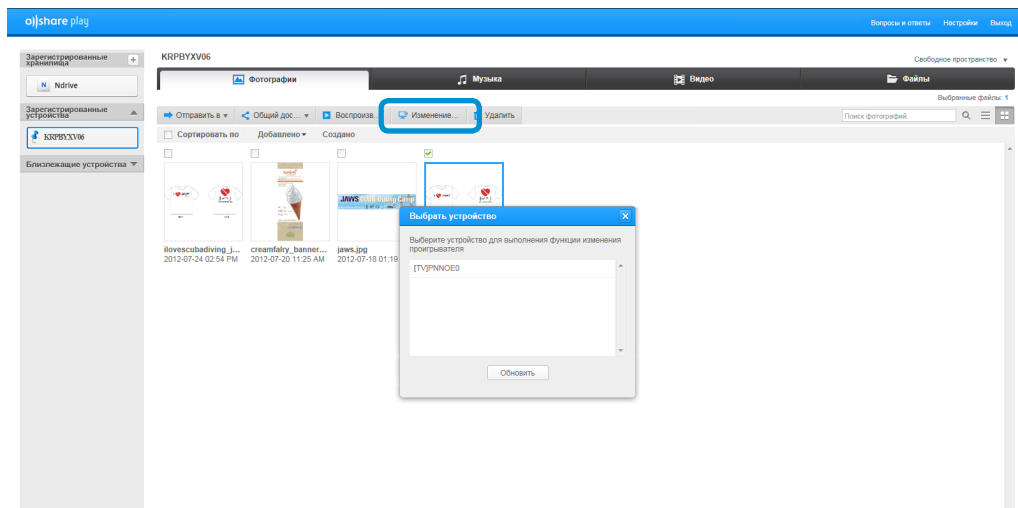 o))share play
Вопросы и ответы Настройки Выход
Зарегистрированные хранилища +
N Ndrive
Зарегистрированные устройства
KRPBYXV06
Близлежащие устройства
KRPBYXV06
Свободное пространство
Фотографии Музыка Видео Файлы
Выбранные файлы: 1
Отправить в Общий дос... Воспроизв... Изменение... Удалить
Поиск фотографий
Сортировать по Добавлено Создано
JAWS
ilovescubadiving_j... creamfalry_banner... jaws.jpg
2012-07-24 02:54 PM 2012-07-20 11:25 AM 2012-07-18 01:19
Выбрать устройство
Выберите устройство для выполнения функции изменения
проигрывателя
[TV]PNNOE0
Обновить